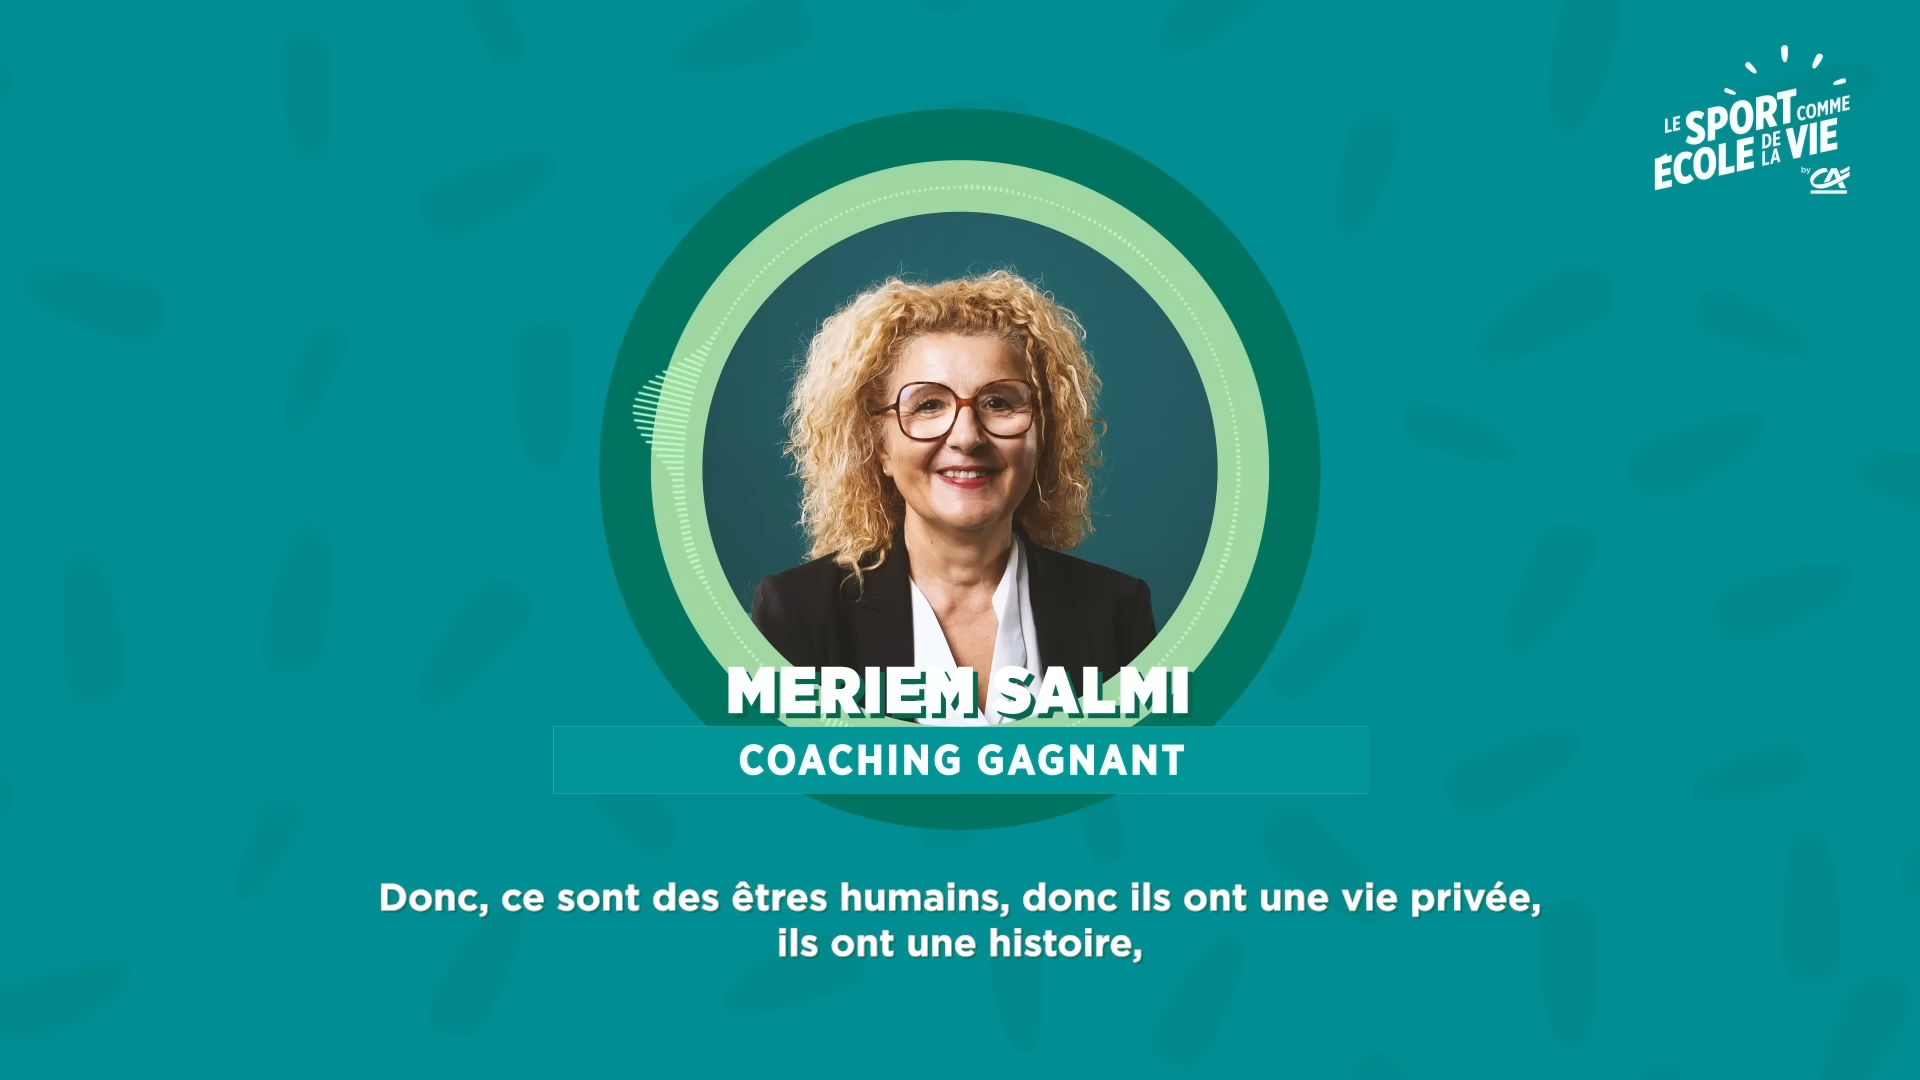 LE SPORT COMME
ÉCOLE DE LA VIE
by CA
MERIEM SALMI
COACHING GAGNANT
Donc, ce sont des êtres humains, donc ils ont une vie privée,
ils ont une histoire,